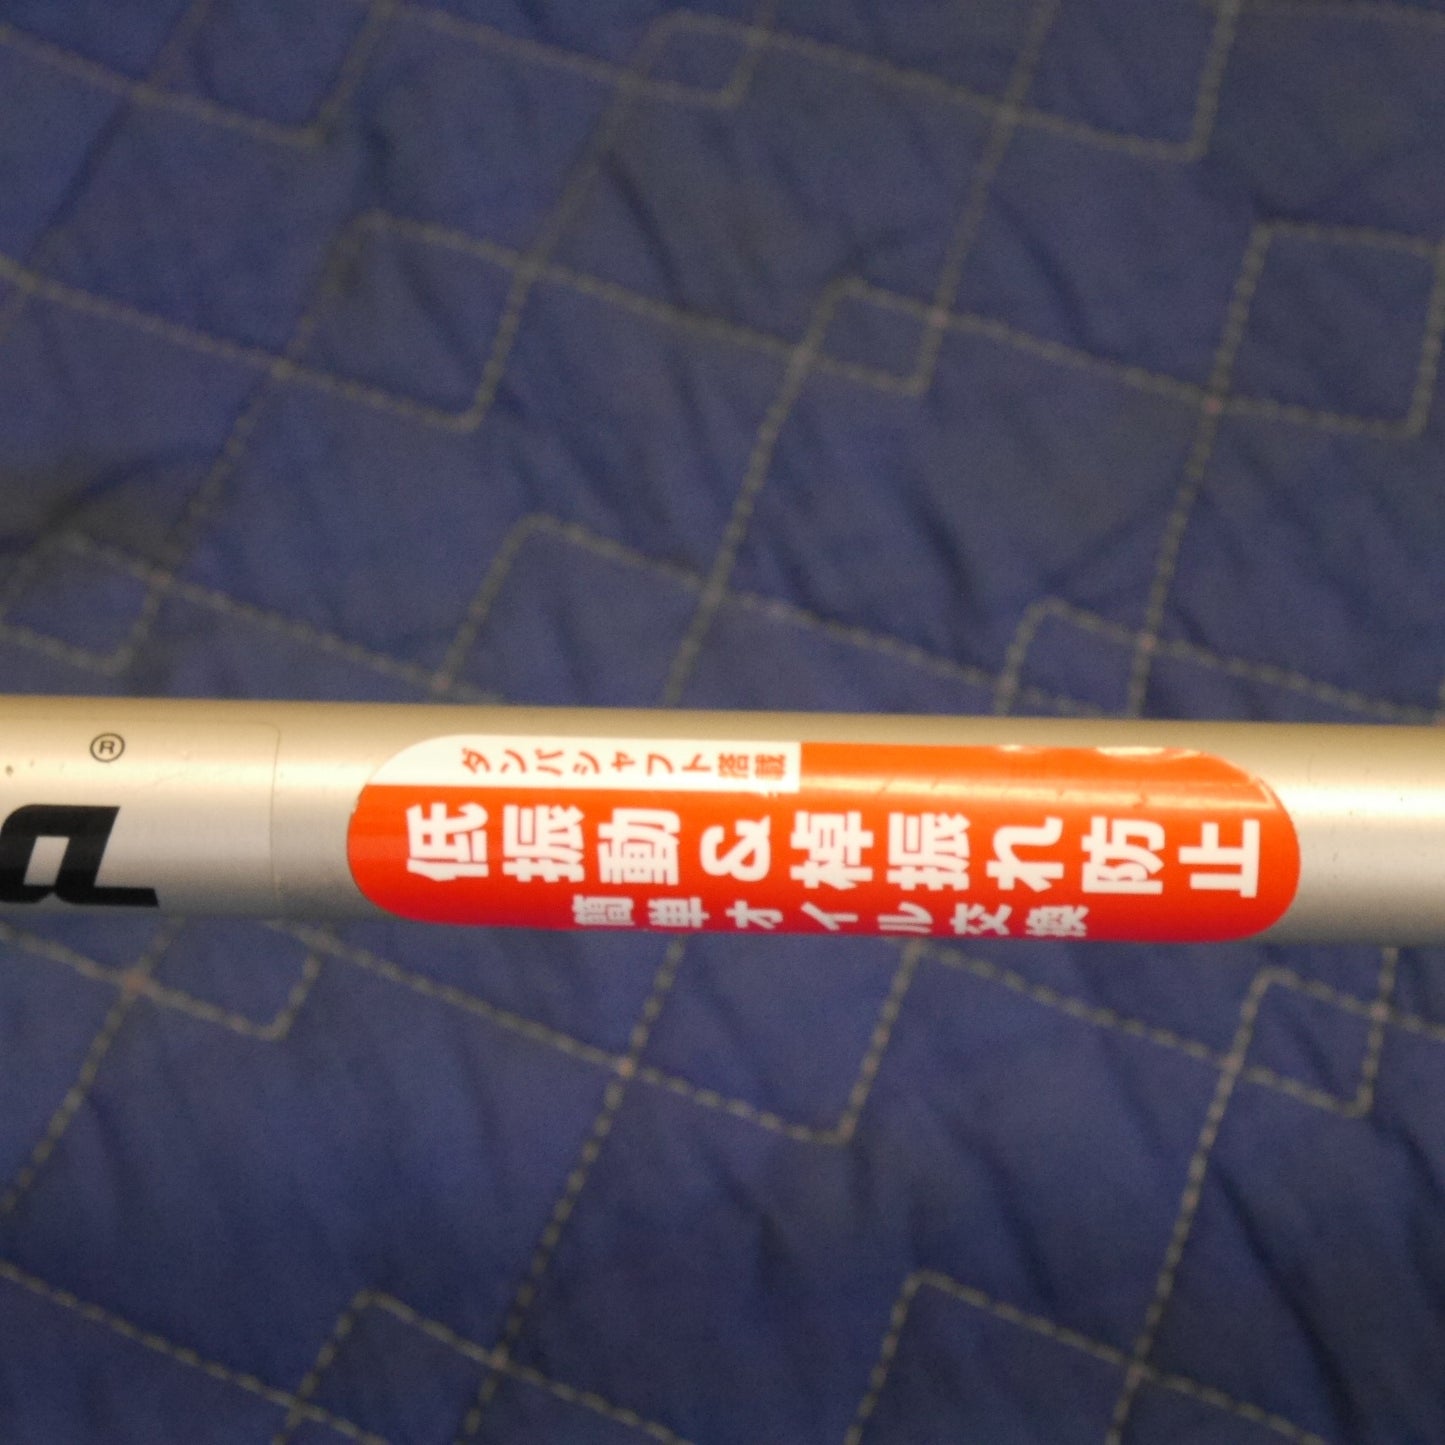 ®
ダンパシャフト搭載
低振動&棹振れ防止
簡単オイル交換